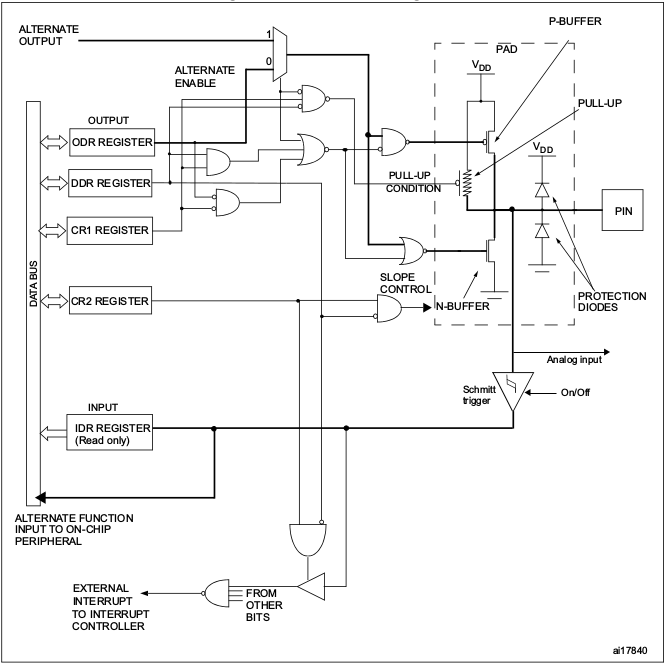 ALTERNATE
OUTPUT
1
0
ALTERNATE
ENABLE
P-BUFFER
PAD
VDD
PULL-UP
VDD
OUTPUT
ODR REGISTER
DDR REGISTER
CR1 REGISTER
CR2 REGISTER
DATA BUS
PULL-UP
CONDITION
PIN
SLOPE
CONTROL
N-BUFFER
PROTECTION
DIODES
Analog input
Schmitt
trigger
On/Off
INPUT
IDR REGISTER
(Read only)
ALTERNATE FUNCTION
INPUT TO ON-CHIP
PERIPHERAL
EXTERNAL
INTERRUPT
TO INTERRUPT
CONTROLLER
FROM
OTHER
BITS
ai17840